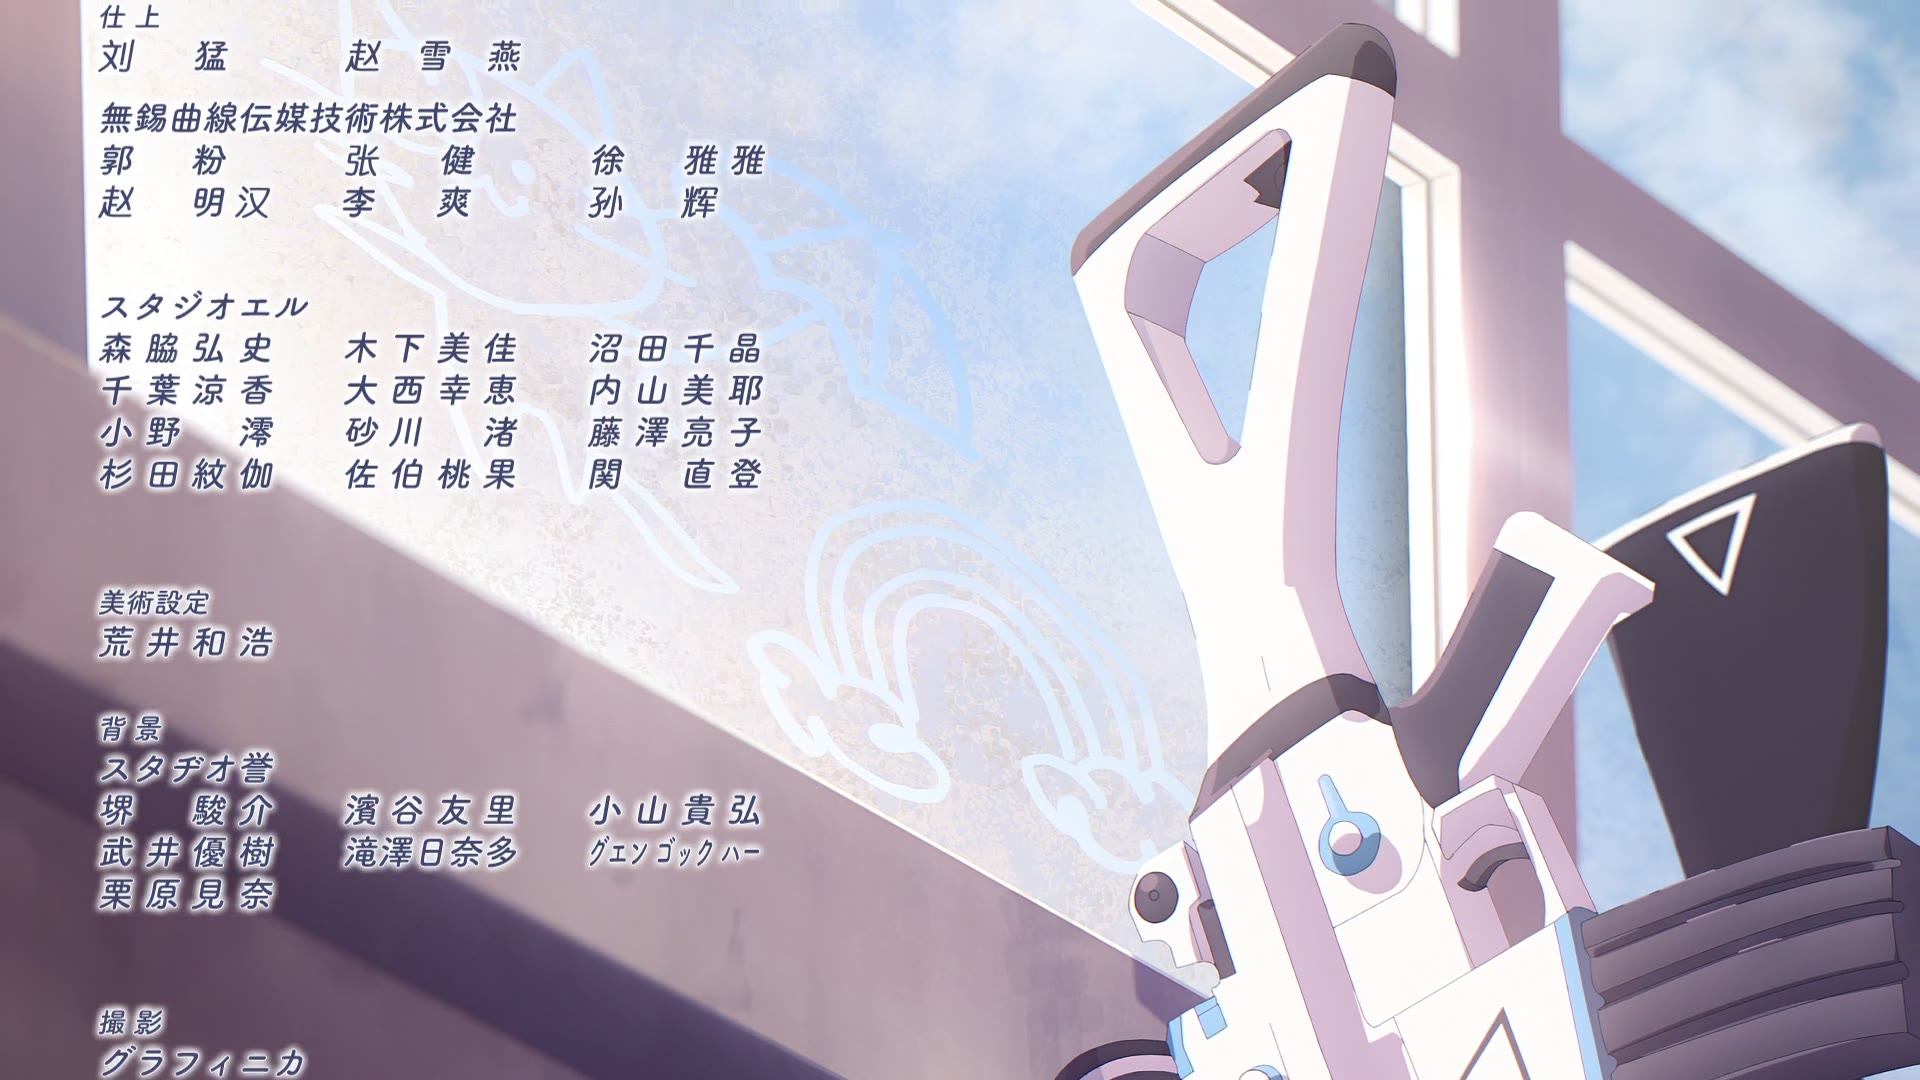 仕上
刘猛 赵雪燕
無錫曲線伝媒技術株式会社
郭粉 张健 徐雅雅
赵明汉 李爽 孙辉
スタジオエル
森脇弘史 木下美佳 沼田千晶
千葉涼香 大西幸恵 内山美耶
小野澪 砂川渚 藤澤亮子
杉田紋伽 佐伯桃果 関直登
美術設定
荒井和浩
背景
スタヂオ誉
堺駿介 濱谷友里 小山貴弘
武井優樹 滝澤日奈多 グエン ゴック ハー
栗原見奈
撮影
グラフィニカ